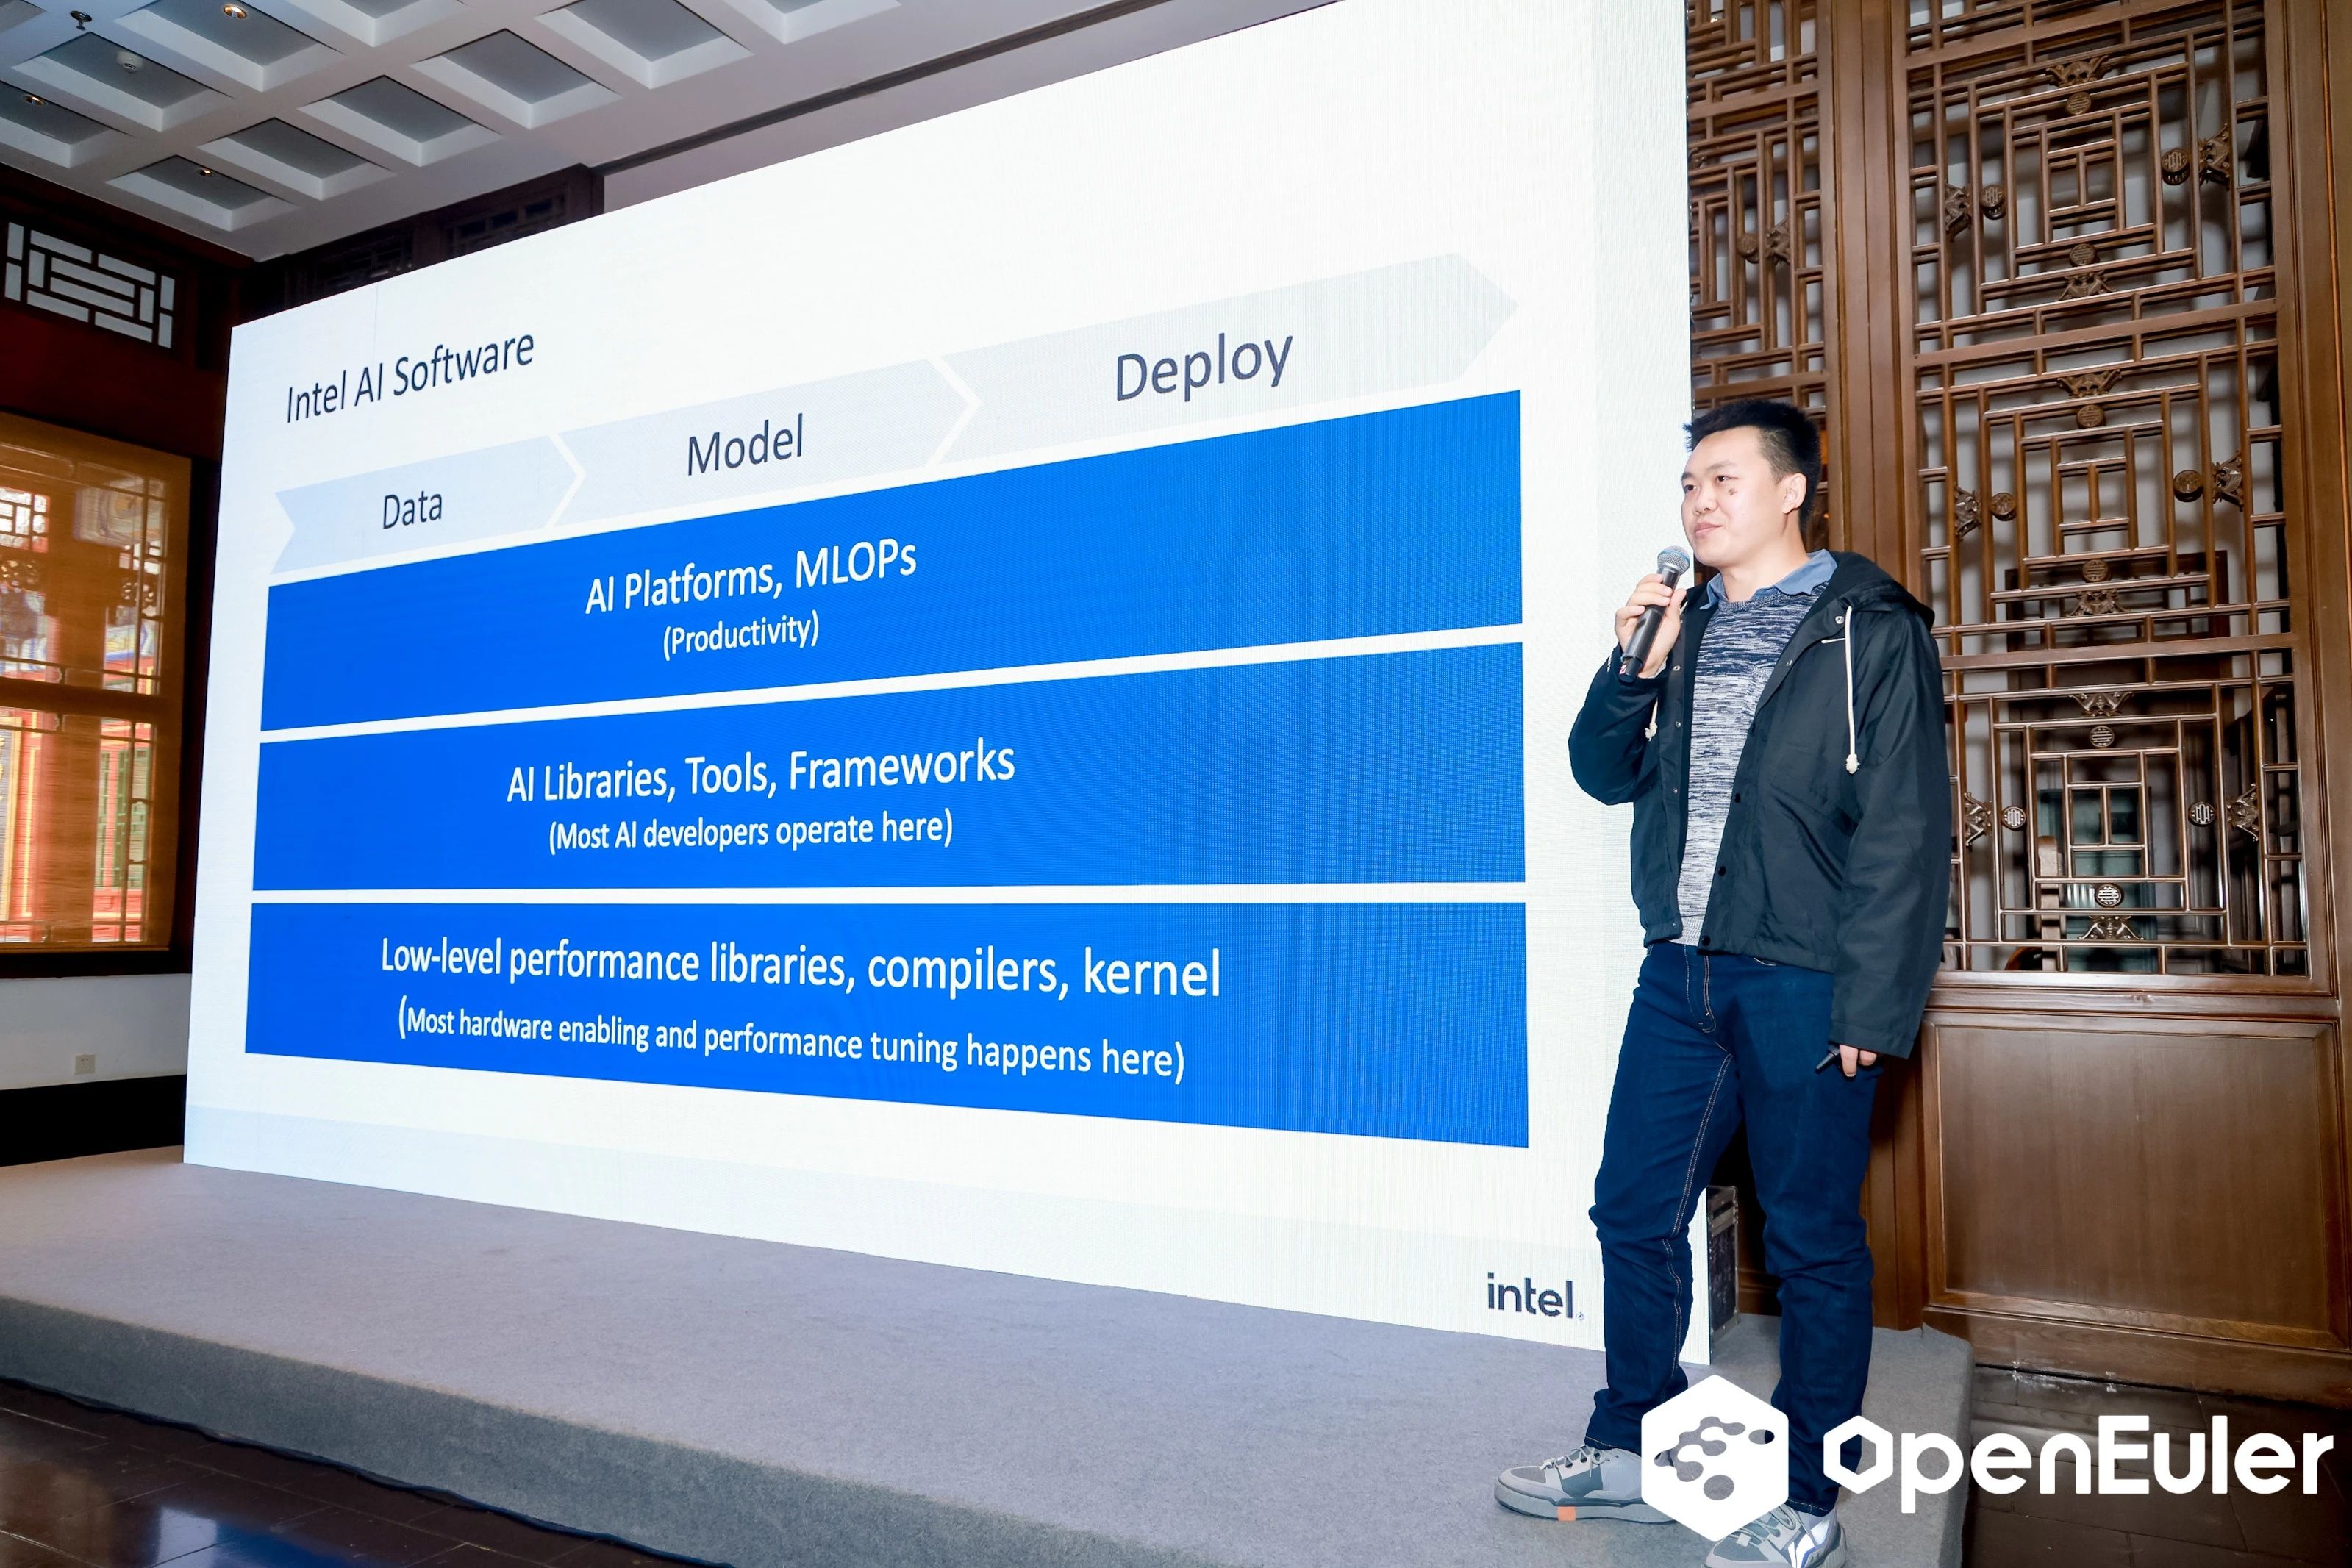 Intel AI Software
Data
Model
Deploy
AI Platforms, MLOPs
(Productivity)
AI Libraries, Tools, Frameworks
(Most AI developers operate here)
Low-level performance libraries, compilers, kernel
(Most hardware enabling and performance tuning happens here)
intel.
OpenEuler